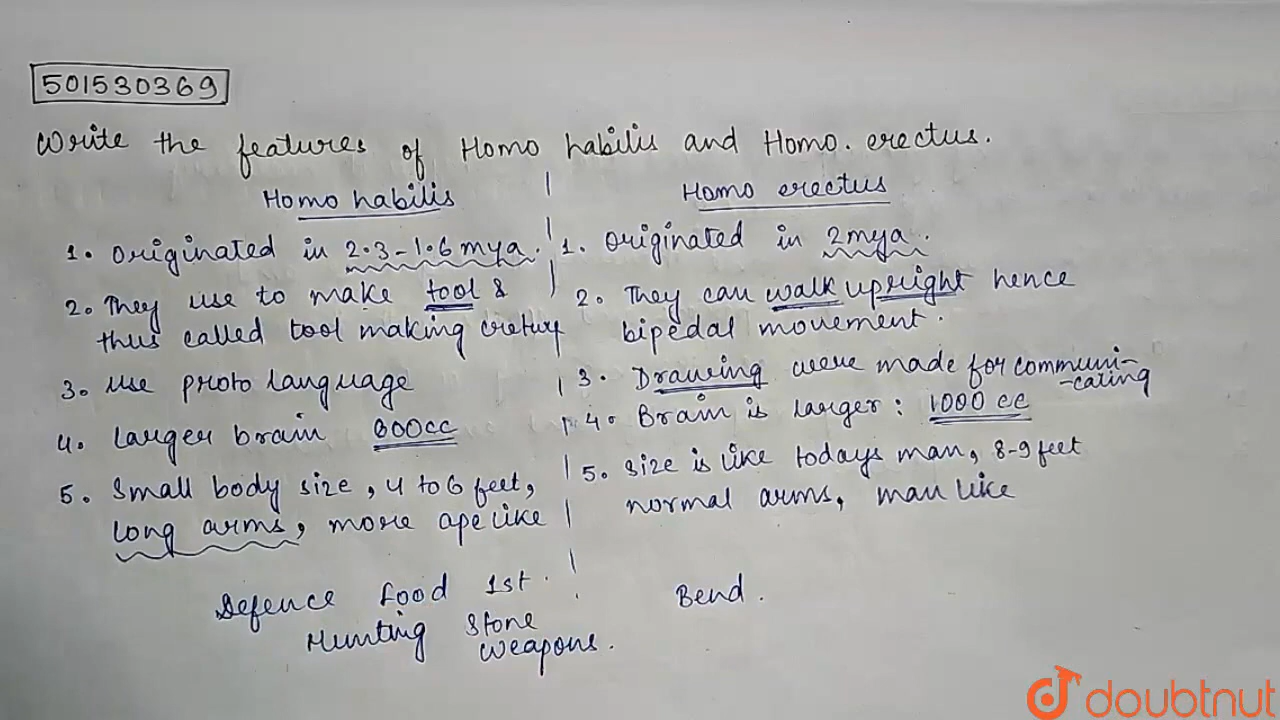 501530369
Write the features of Homo habilis and Homo. erectus.
Homo habilis
Homo erectus
1. Originated in 2.3-1.6 mya.
2. They use to make tool &
thus called tool making creture
3. Use proto language
4. Larger brain 800cc
5. Small body size, 4 to 6 feet,
long arms, more ape like
1. Originated in 2mya.
2. They can walk upright hence
bipedal movement.
3. Drawing were made for communi-
-cating
4. Brain is larger: 1000 cc
5. Size is like todays man, 8-9 feet
normal arms, man like
Defence food 1st.
Hunting Stone
weapons.
Bend.
doubtnut